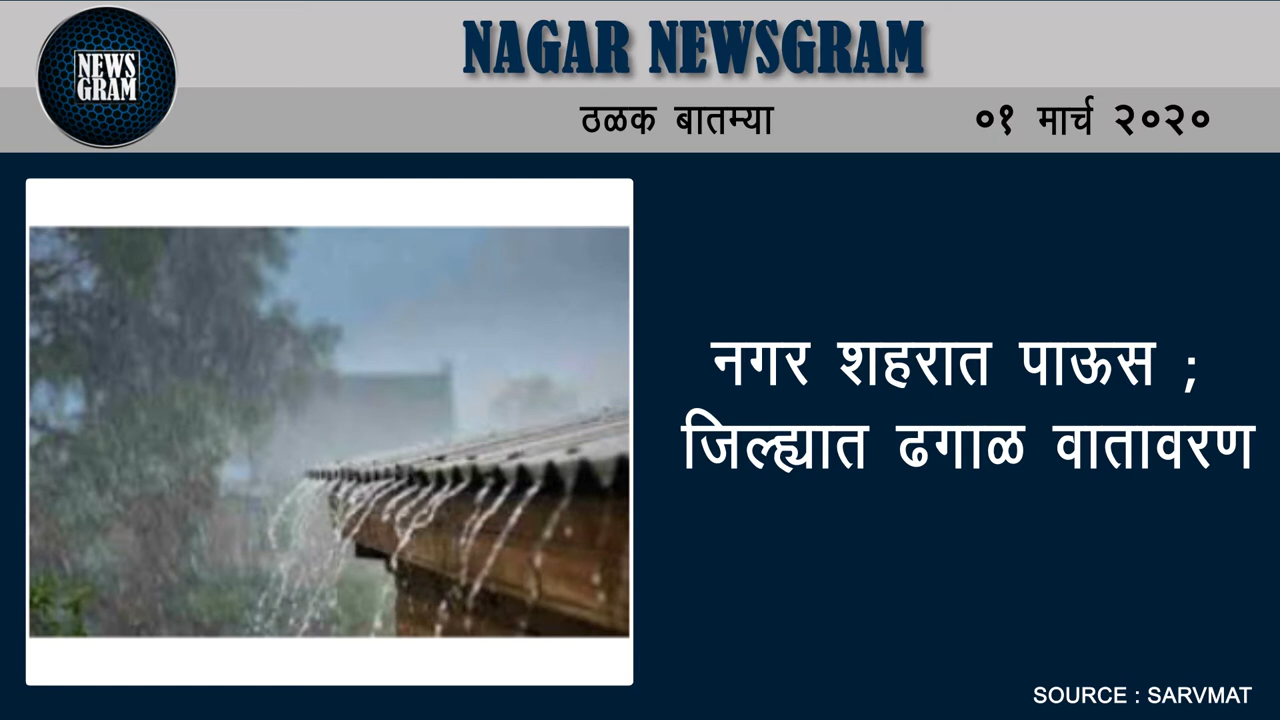 NEWS
GRAM
NAGAR NEWSGRAM
ठळक बातम्या
०१ मार्च २०२०
नगर शहरात पाऊस ;
जिल्ह्यात ढगाळ वातावरण
SOURCE : SARVMAT